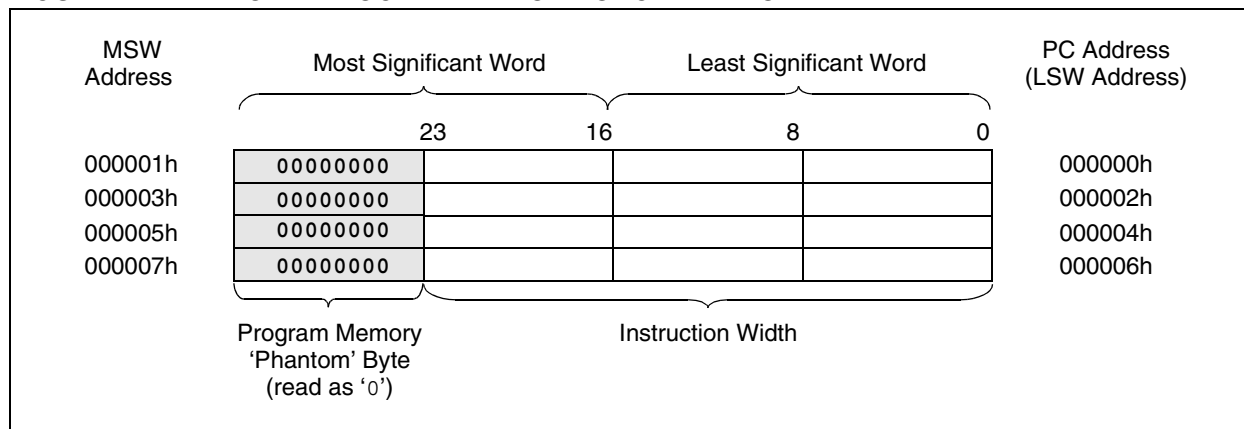 MSW
Address
Most Significant Word
Least Significant Word
PC Address
(LSW Address)
23 16 8 0
000001h 00000000 000000h
000003h 00000000 000002h
000005h 00000000 000004h
000007h 00000000 000006h
Program Memory
‘Phantom’ Byte
(read as ‘0’)
Instruction Width